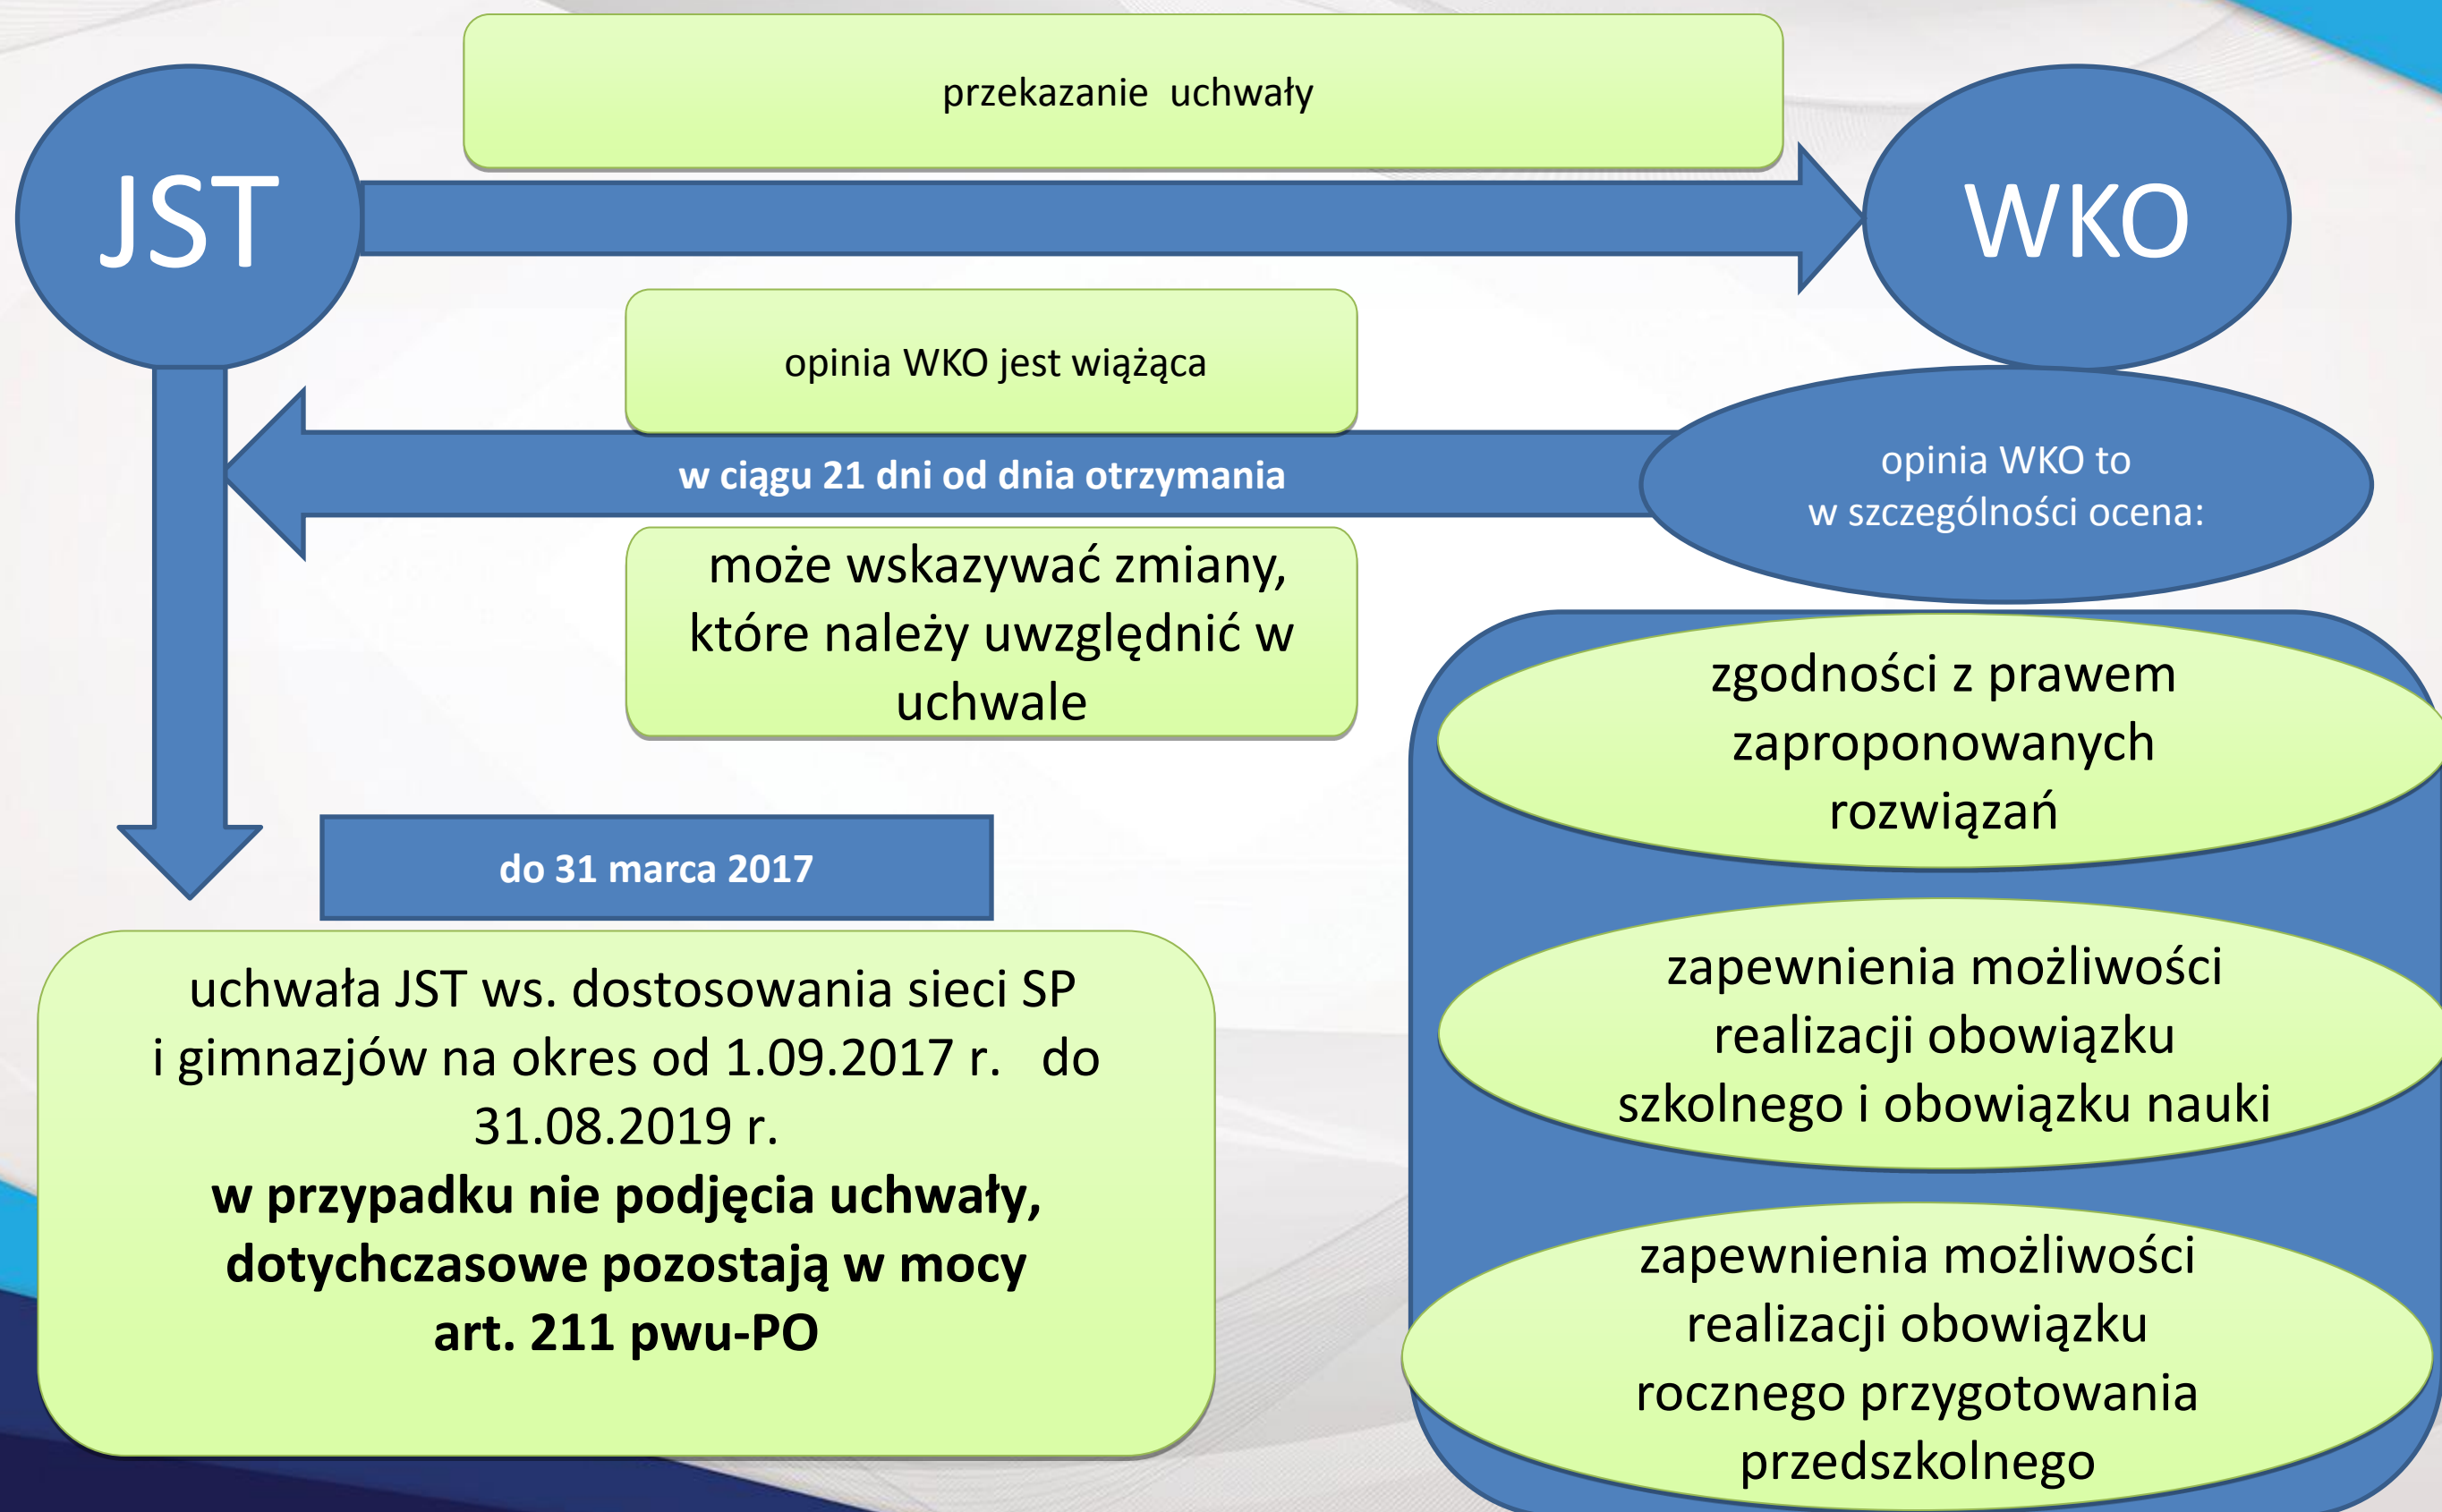 przekazanie uchwały
JST
WKO
opinia WKO jest wiążąca
w ciągu 21 dni od dnia otrzymania
opinia WKO to
w szczególności ocena:
może wskazywać zmiany,
które należy uwzględnić w
uchwale
zgodności z prawem
zaproponowanych
rozwiązań
do 31 marca 2017
zapewnienia możliwości
realizacji obowiązku
szkolnego i obowiązku nauki
uchwała JST ws. dostosowania sieci SP
i gimnazjów na okres od 1.09.2017 r. do
31.08.2019 r.
w przypadku nie podjęcia uchwały,
dotychczasowe pozostają w mocy
art. 211 pwu-PO
zapewnienia możliwości
realizacji obowiązku
rocznego przygotowania
przedszkolnego